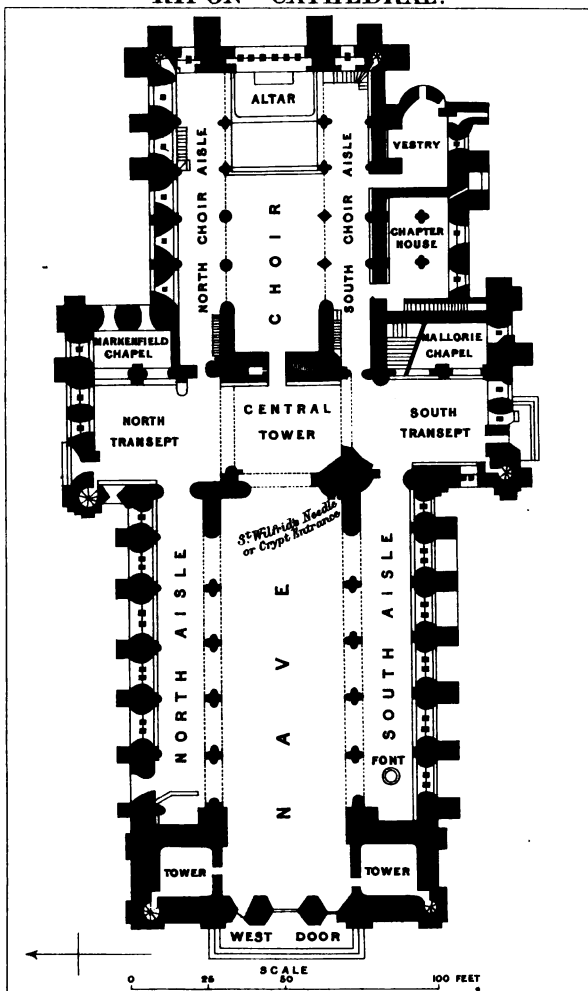 RIPON CATHEDRAL.
ALTAR
NORTH CHOIR AISLE
CHOIR
SOUTH CHOIR AISLE
VESTRY
CHAPTER
HOUSE
MARKENFIELD
CHAPEL
MALLORIE
CHAPEL
NORTH
TRANSEPT
CENTRAL
TOWER
SOUTH
TRANSEPT
St. Wilfrid's Needle
or Crypt Entrance
NORTH AISLE
NAVE
SOUTH AISLE
FONT
TOWER
TOWER
WEST DOOR
SCALE
0 25 50 100 FEET